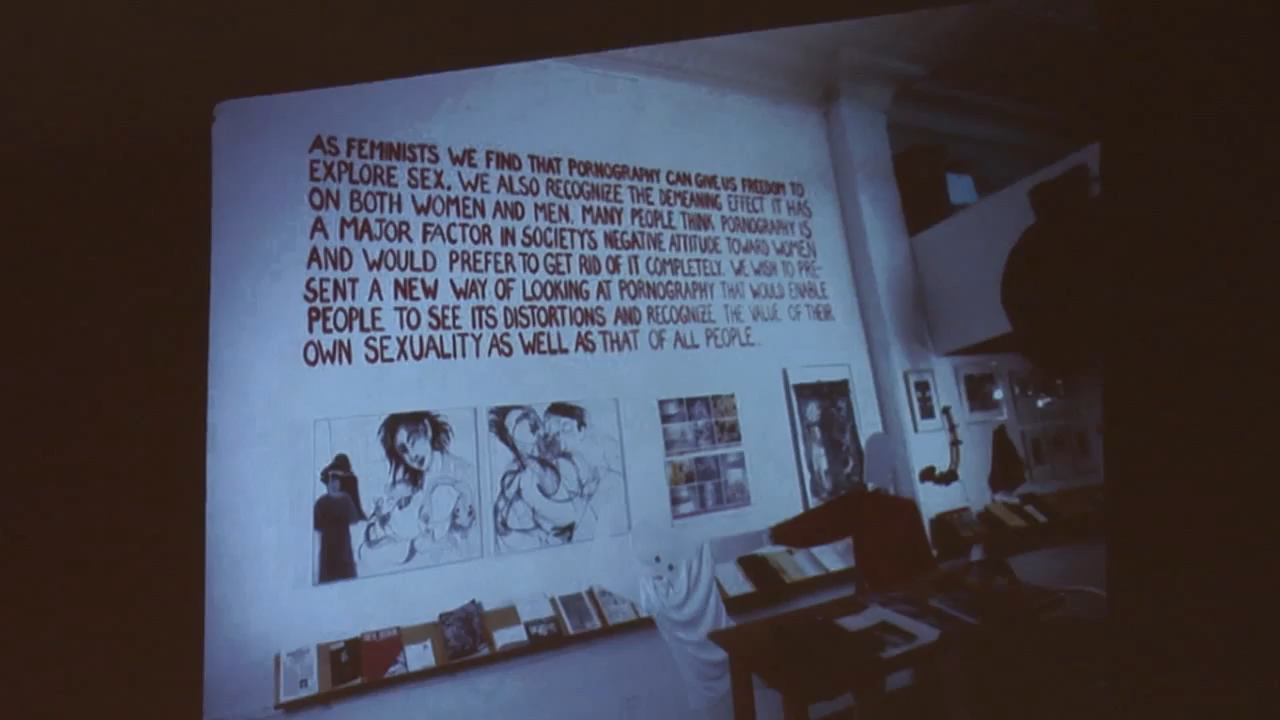 AS FEMINISTS WE FIND THAT PORNOGRAPHY CAN GIVE US FREEDOM TO
EXPLORE SEX. WE ALSO RECOGNIZE THE DEMEANING EFFECT IT HAS
ON BOTH WOMEN AND MEN. MANY PEOPLE THINK PORNOGRAPHY IS
A MAJOR FACTOR IN SOCIETY'S NEGATIVE ATTITUDE TOWARD WOMEN
AND WOULD PREFER TO GET RID OF IT COMPLETELY. WE WISH TO PRE-
SENT A NEW WAY OF LOOKING AT PORNOGRAPHY THAT WOULD ENABLE
PEOPLE TO SEE ITS DISTORTIONS AND RECOGNIZE THE VALUE OF THEIR
OWN SEXUALITY AS WELL AS THAT OF ALL PEOPLE.